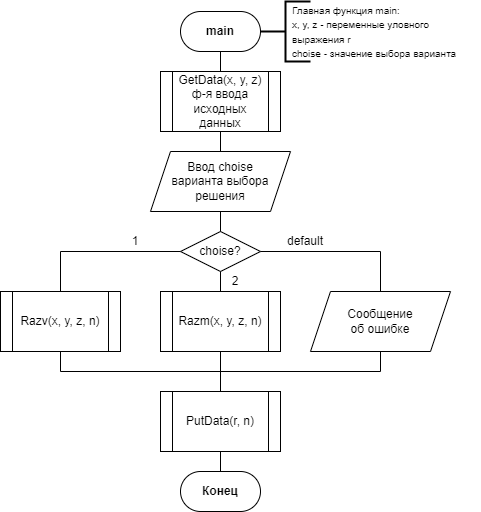 main
Главная функция main:
x, y, z - переменные уловного
выражения r
choise - значение выбора варианта
GetData(x, y, z)
ф-я ввода
исходных
данных
Ввод choise
варианта выбора
решения
choise?
1
2
default
Razv(x, y, z, n)
Razm(x, y, z, n)
Сообщение
об ошибке
PutData(r, n)
Конец